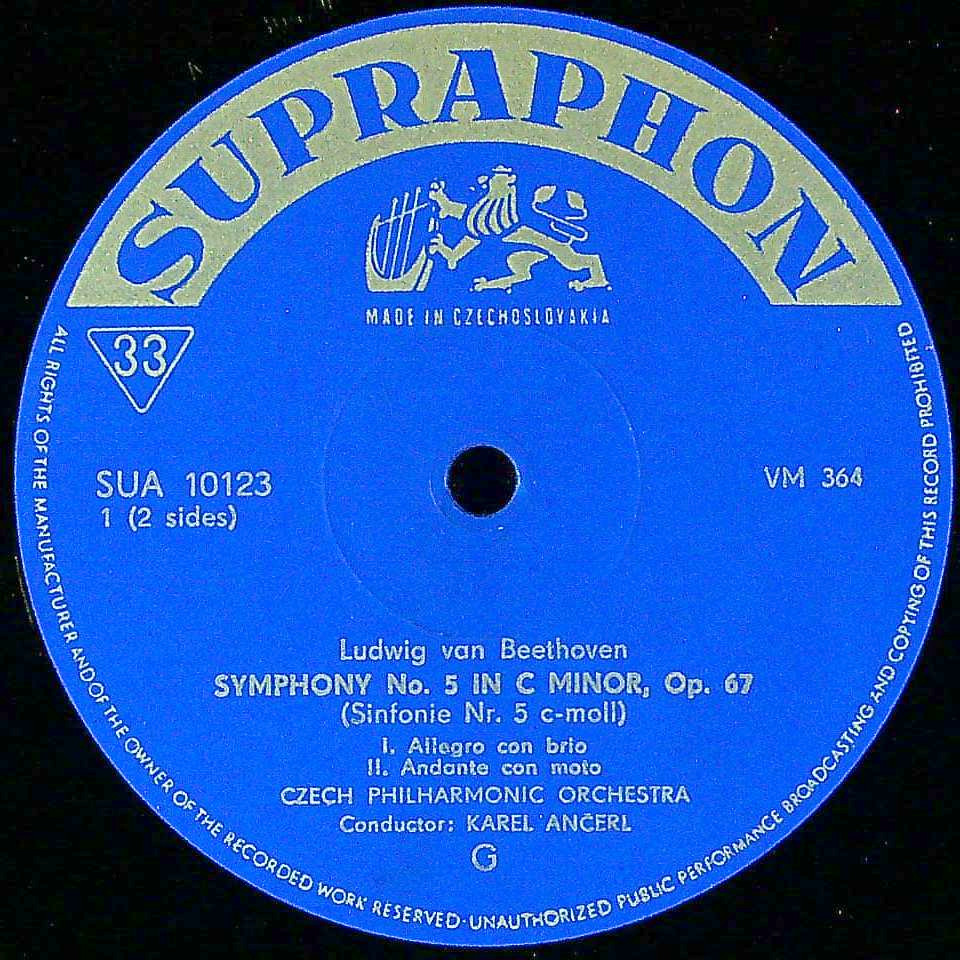 SUPRAPHON
MADE IN CZECHOSLOVAKIA
33
SUA 10123
1 (2 sides)
VM 364
Ludwig van Beethoven
SYMPHONY No. 5 IN C MINOR, Op. 67
(Sinfonie Nr. 5 c-moll)
I. Allegro con brio
II. Andante con moto
CZECH PHILHARMONIC ORCHESTRA
Conductor: KAREL ANCERL
G
ALL RIGHTS OF THE MANUFACTURER AND OF THE OWNER OF THE RECORDED WORK RESERVED·UNAUTHORIZED PUBLIC PERFORMANCE BROADCASTING AND COPYING OF THIS RECORD PROHIBITED